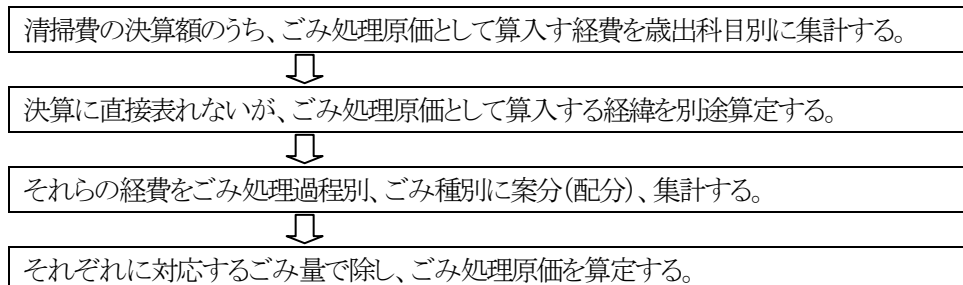 清掃費の決算額のうち、ごみ処理原価として算入す経費を歳出科目別に集計する。
決算に直接表れないが、ごみ処理原価として算入する経緯を別途算定する。
それらの経費をごみ処理過程別、ごみ種別に案分(配分)、集計する。
それぞれに対応するごみ量で除し、ごみ処理原価を算定する。